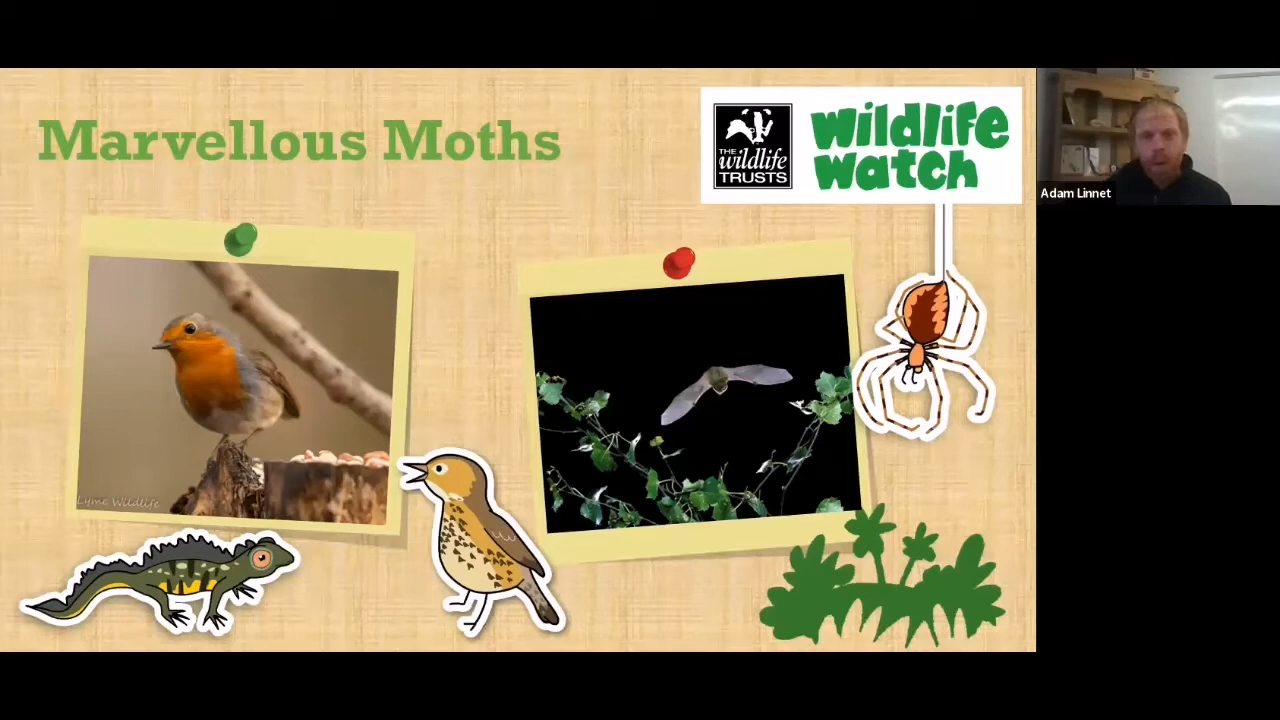 Marvellous Moths
THE
wildlife
TRUSTS
wildlife
watch
Adam Linnet
Lyme Wildlife